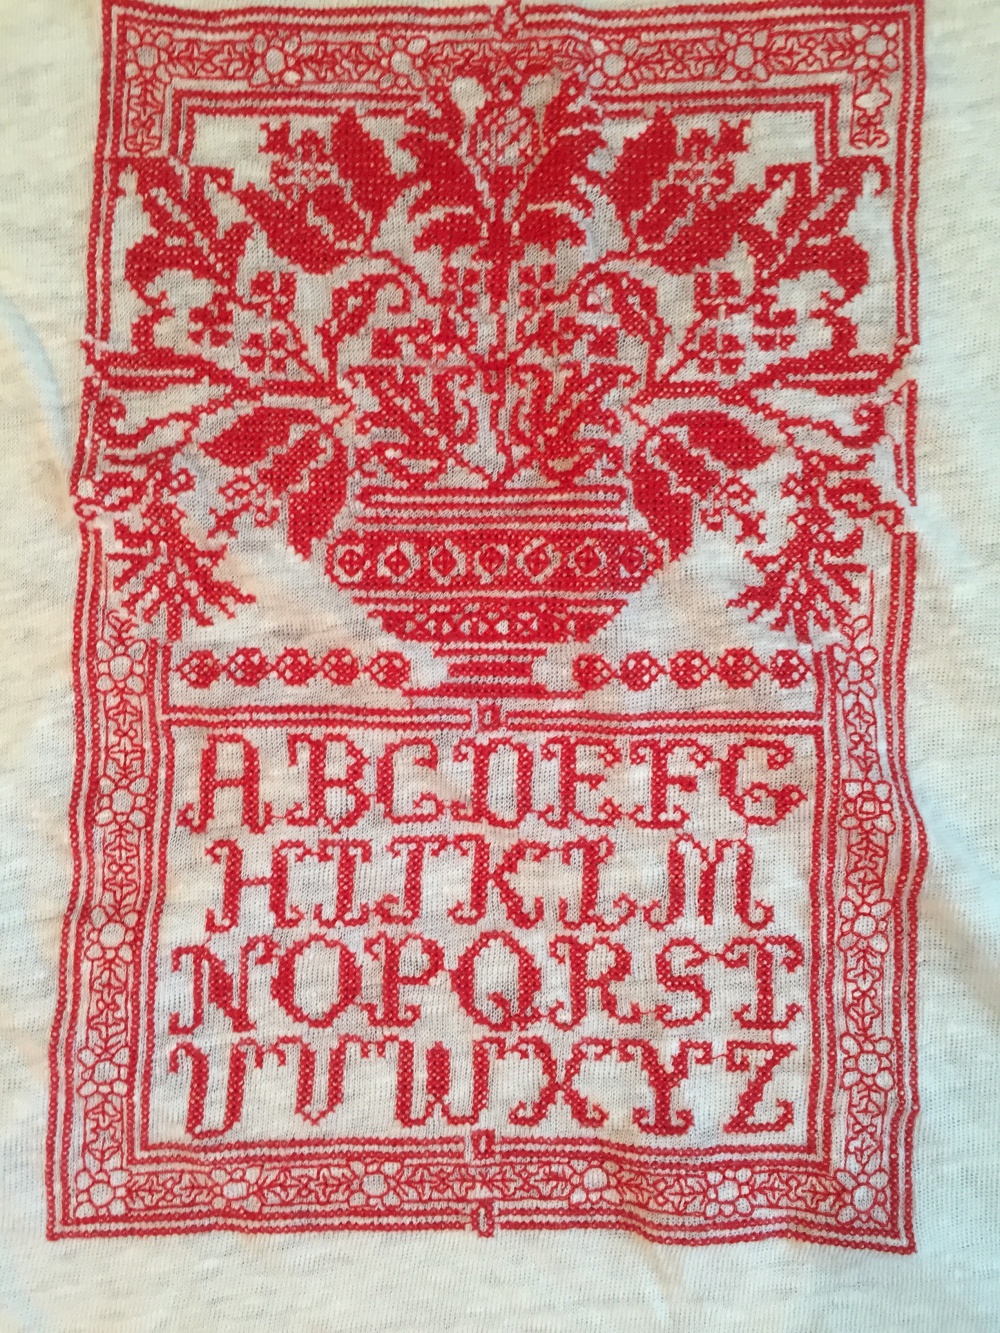 ABCDEFG
HIJKLM
NOPQRST
UVWXYZ